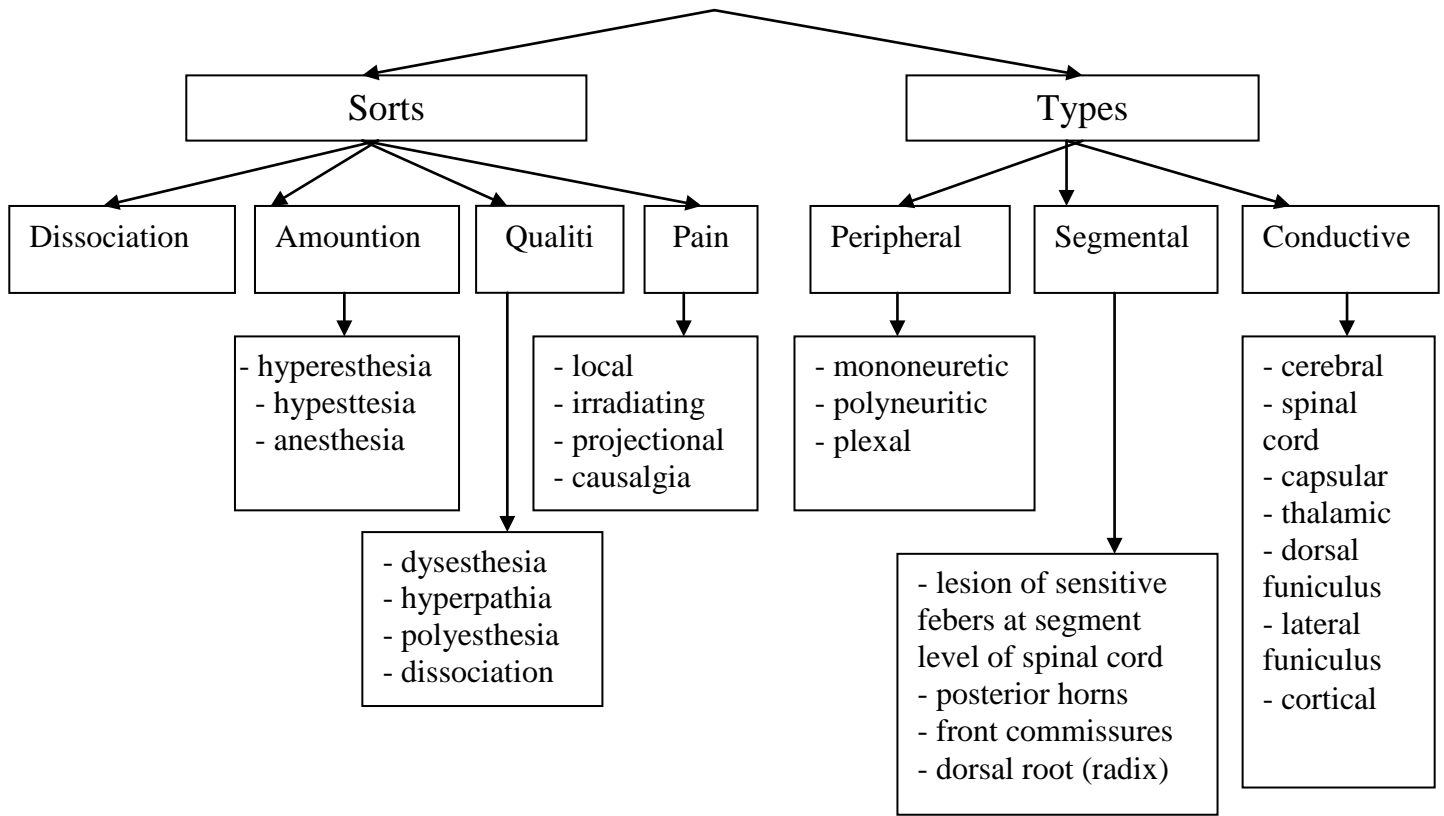 Sorts
Types
Dissociation
Amountion
Qualiti
Pain
Peripheral
Segmental
Conductive
- hyperesthesia
- hypesttesia
- anesthesia
- dysesthesia
- hyperpathia
- polyesthesia
- dissociation
- local
- irradiating
- projectional
- causalgia
- mononeuretic
- polyneuritic
- plexal
- lesion of sensitive
febers at segment
level of spinal cord
- posterior horns
- front commissures
- dorsal root (radix)
- cerebral
- spinal
cord
- capsular
- thalamic
- dorsal
funiculus
- lateral
funiculus
- cortical